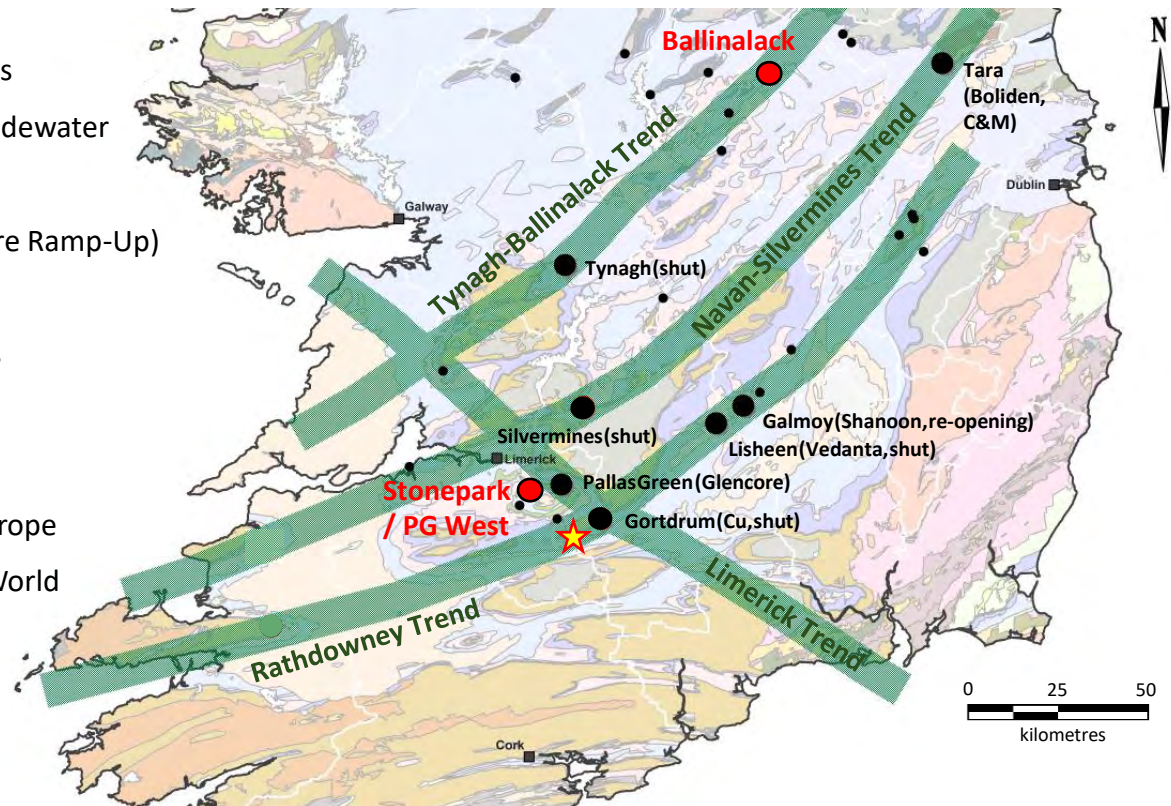 s
dewater
re Ramp-Up)
rope
World
Ballinalack
N
Tara
(Boliden,
C&M)
Dublin
Galway
Tynagh-Ballinalack Trend
Navan-Silvermines Trend
Tynagh(shut)
Galmoy(Shanoon,re-opening)
Silvermines(shut)
Lisheen(Vedanta,shut)
Limerick
Stonepark
/ PG West
PallasGreen(Glencore)
Gortdrum(Cu,shut)
Limerick Trend
Rathdowney Trend
Cork
0 25 50
kilometres